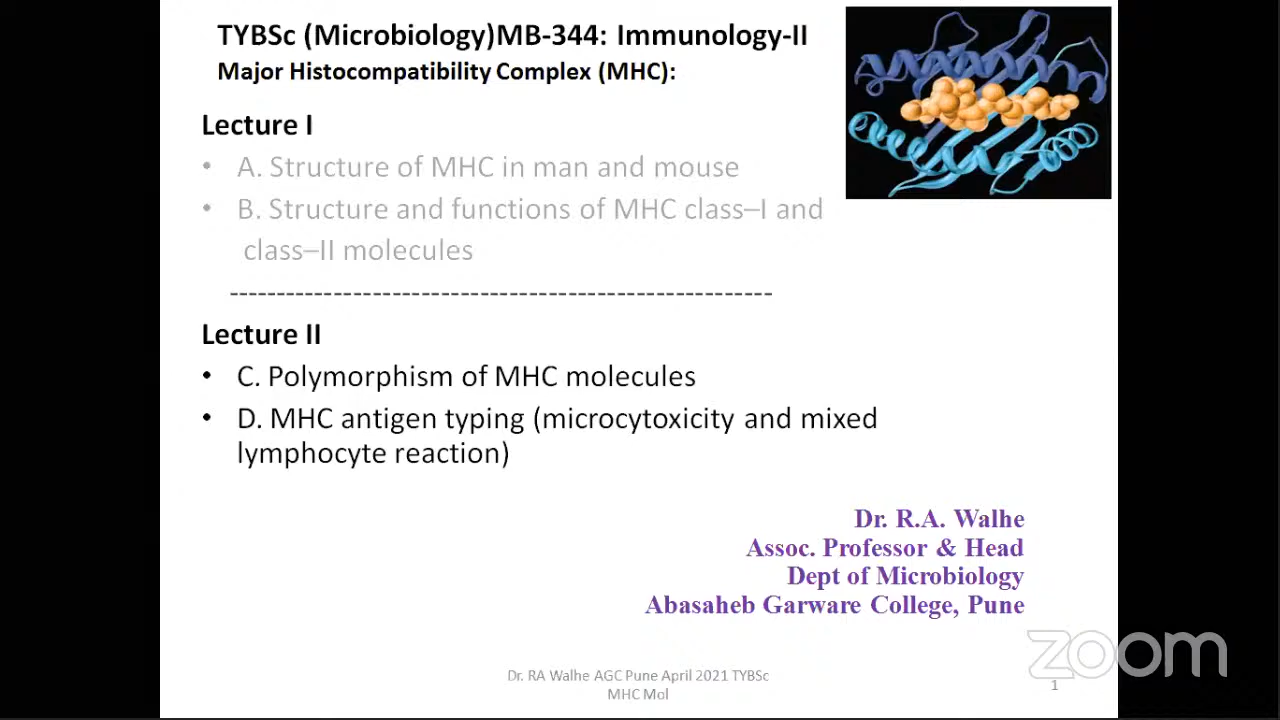 TYBSc (Microbiology)MB-344: Immunology-II
Major Histocompatibility Complex (MHC):
Lecture I
• A. Structure of MHC in man and mouse
• B. Structure and functions of MHC class–I and
class–II molecules
----------------------------------------------------------
Lecture II
• C. Polymorphism of MHC molecules
• D. MHC antigen typing (microcytoxicity and mixed
lymphocyte reaction)
Dr. R.A. Walhe
Assoc. Professor & Head
Dept of Microbiology
Abasaheb Garware College, Pune
zoom
Dr. RA Walhe AGC Pune April 2021 TYBSc
MHC Mol
1